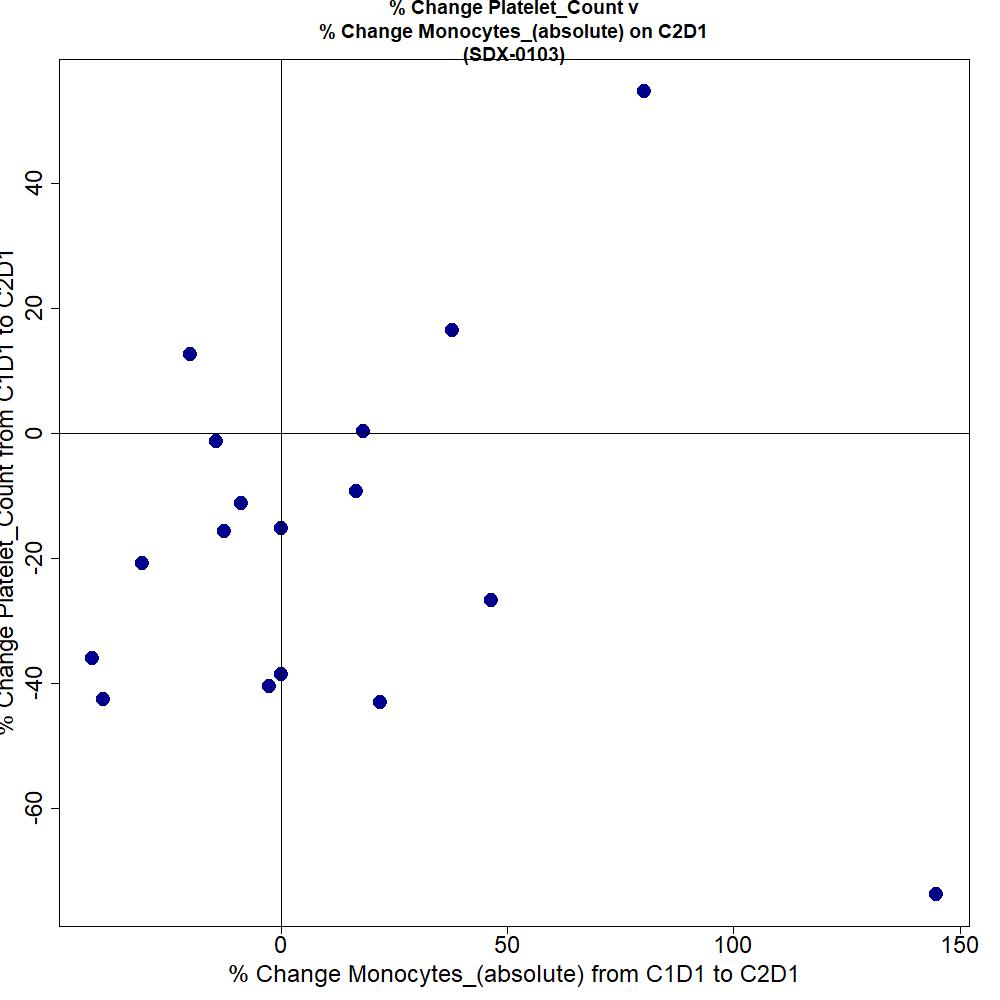 % Change Platelet_Count v
% Change Monocytes_(absolute) on C2D1
(SDX-0103)
% Change Platelet_Count from C1D1 to C2D1
40
20
0
-20
-40
-60
0
50
100
150
% Change Monocytes_(absolute) from C1D1 to C2D1